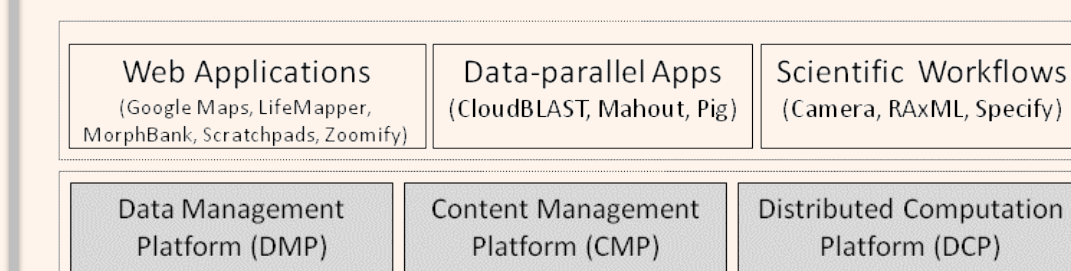 Web Applications
(Google Maps, LifeMapper,
MorphBank, Scratchpads, Zoomify)
Data-parallel Apps
(CloudBLAST, Mahout, Pig)
Scientific Workflows
(Camera, RAxML, Specify)
Data Management
Platform (DMP)
Content Management
Platform (CMP)
Distributed Computation
Platform (DCP)